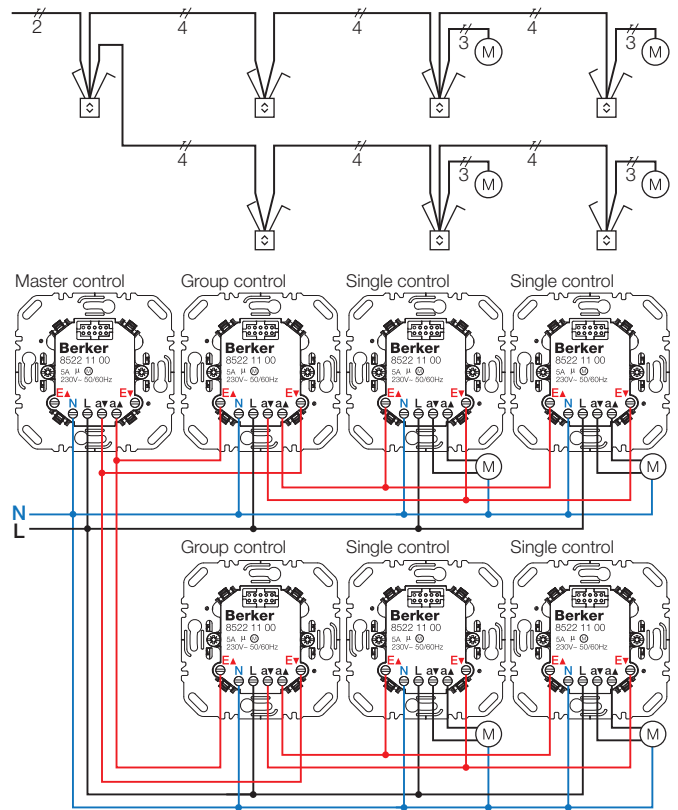 2 4 4 4
3 M 3 M
4 4 4
3 M 3 M
Master control Group control Single control Single control
Berker Berker Berker Berker
8522 11 00 8522 11 00 8522 11 00 8522 11 00
5A µ M 5A µ M 5A µ M 5A µ M
230V~ 50/60Hz 230V~ 50/60Hz 230V~ 50/60Hz 230V~ 50/60Hz
E▲ E▼ E▲ E▼ E▲ E▼ E▲ E▼
N L a▼ a▲ N L a▼ a▲ N L a▼ a▲ N L a▼ a▲
M M
N
L
Group control Single control Single control
Berker Berker Berker
8522 11 00 8522 11 00 8522 11 00
5A µ M 5A µ M 5A µ M
230V~ 50/60Hz 230V~ 50/60Hz 230V~ 50/60Hz
E▲ E▼ E▲ E▼ E▲ E▼
N L a▼ a▲ N L a▼ a▲ N L a▼ a▲
M M